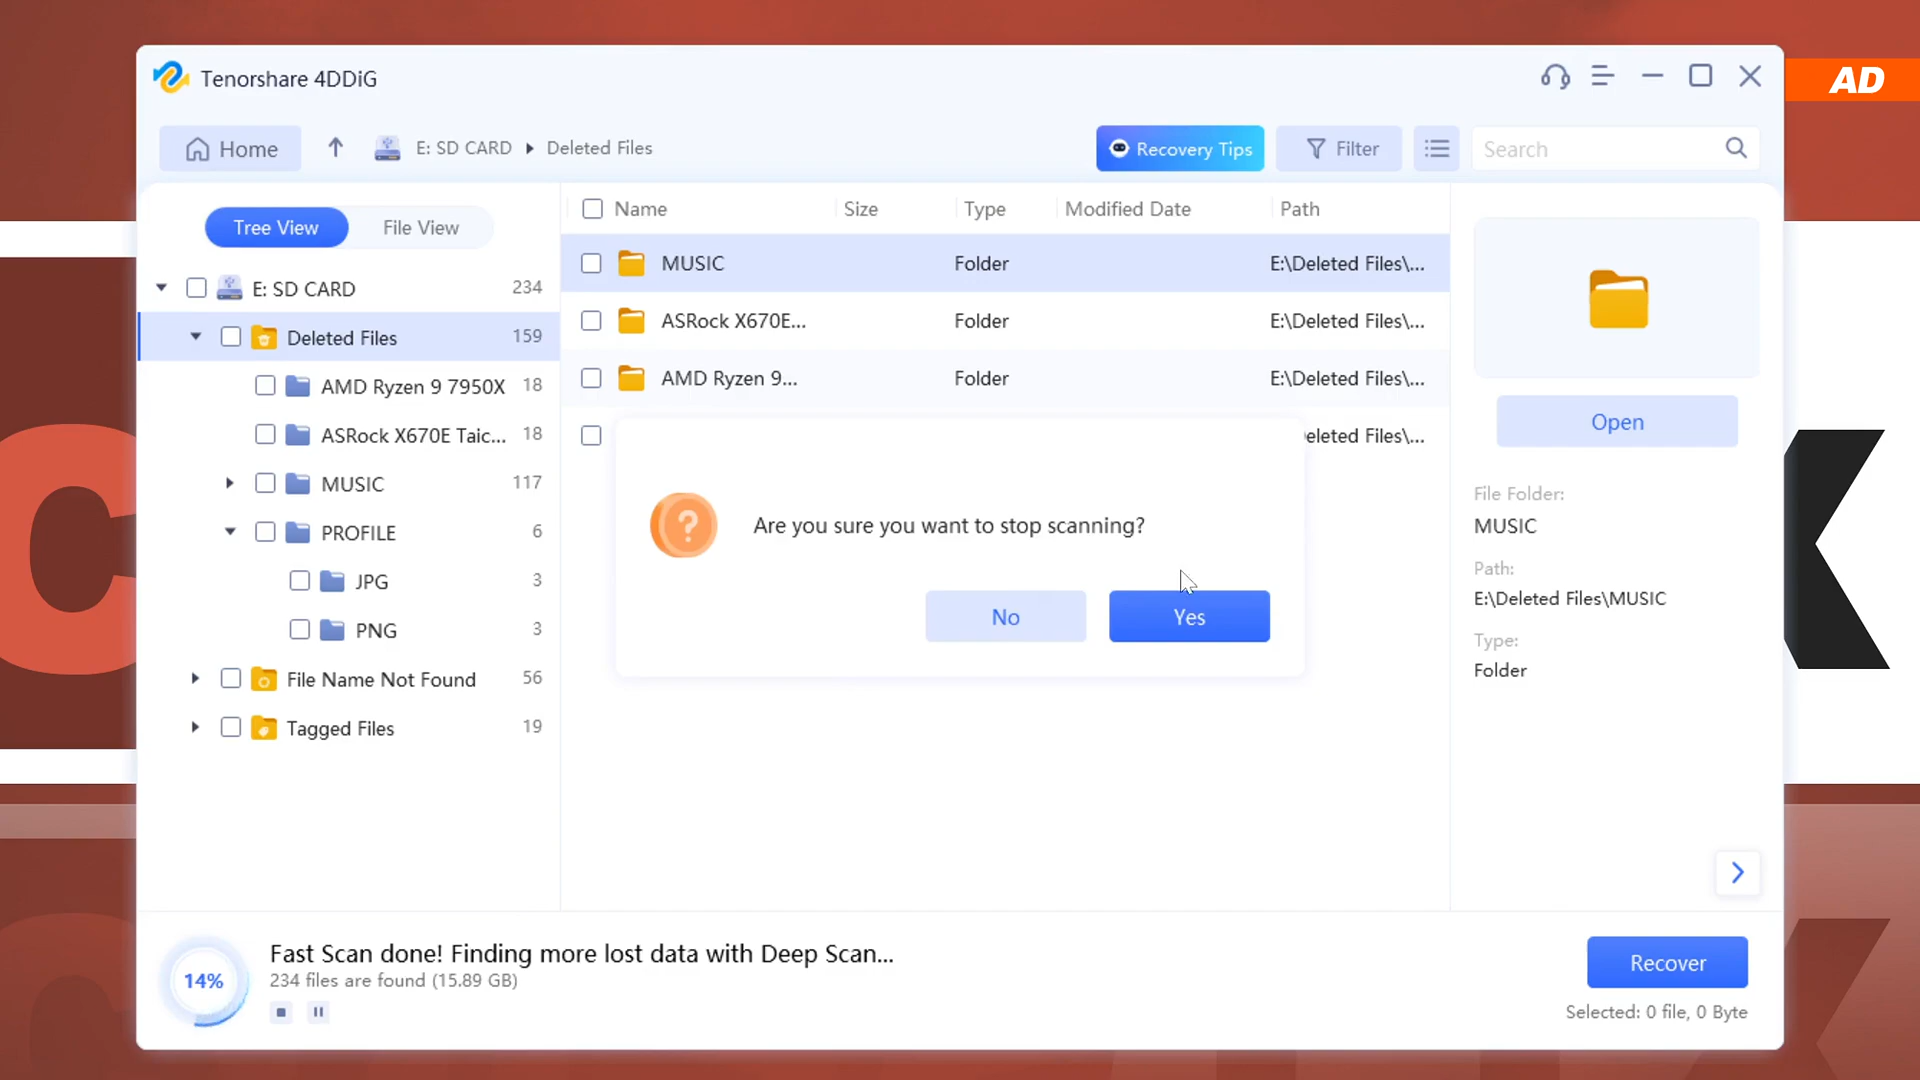 Tenorshare 4DDiG
AD
Home
E: SD CARD
Deleted Files
Recovery Tips
Filter
Search
Tree View
File View
E: SD CARD 234
Deleted Files 159
AMD Ryzen 9 7950X 18
ASRock X670E Taic... 18
MUSIC 117
PROFILE 6
JPG 3
PNG 3
File Name Not Found 56
Tagged Files 19
Name Size Type Modified Date Path
MUSIC Folder E:\Deleted Files\...
ASRock X670E... Folder E:\Deleted Files\...
AMD Ryzen 9... Folder E:\Deleted Files\...
eleted Files\...
Are you sure you want to stop scanning?
No
Yes
Open
File Folder:
MUSIC
Path:
E:\Deleted Files\MUSIC
Type:
Folder
14%
Fast Scan done! Finding more lost data with Deep Scan...
234 files are found (15.89 GB)
Recover
Selected: 0 file, 0 Byte